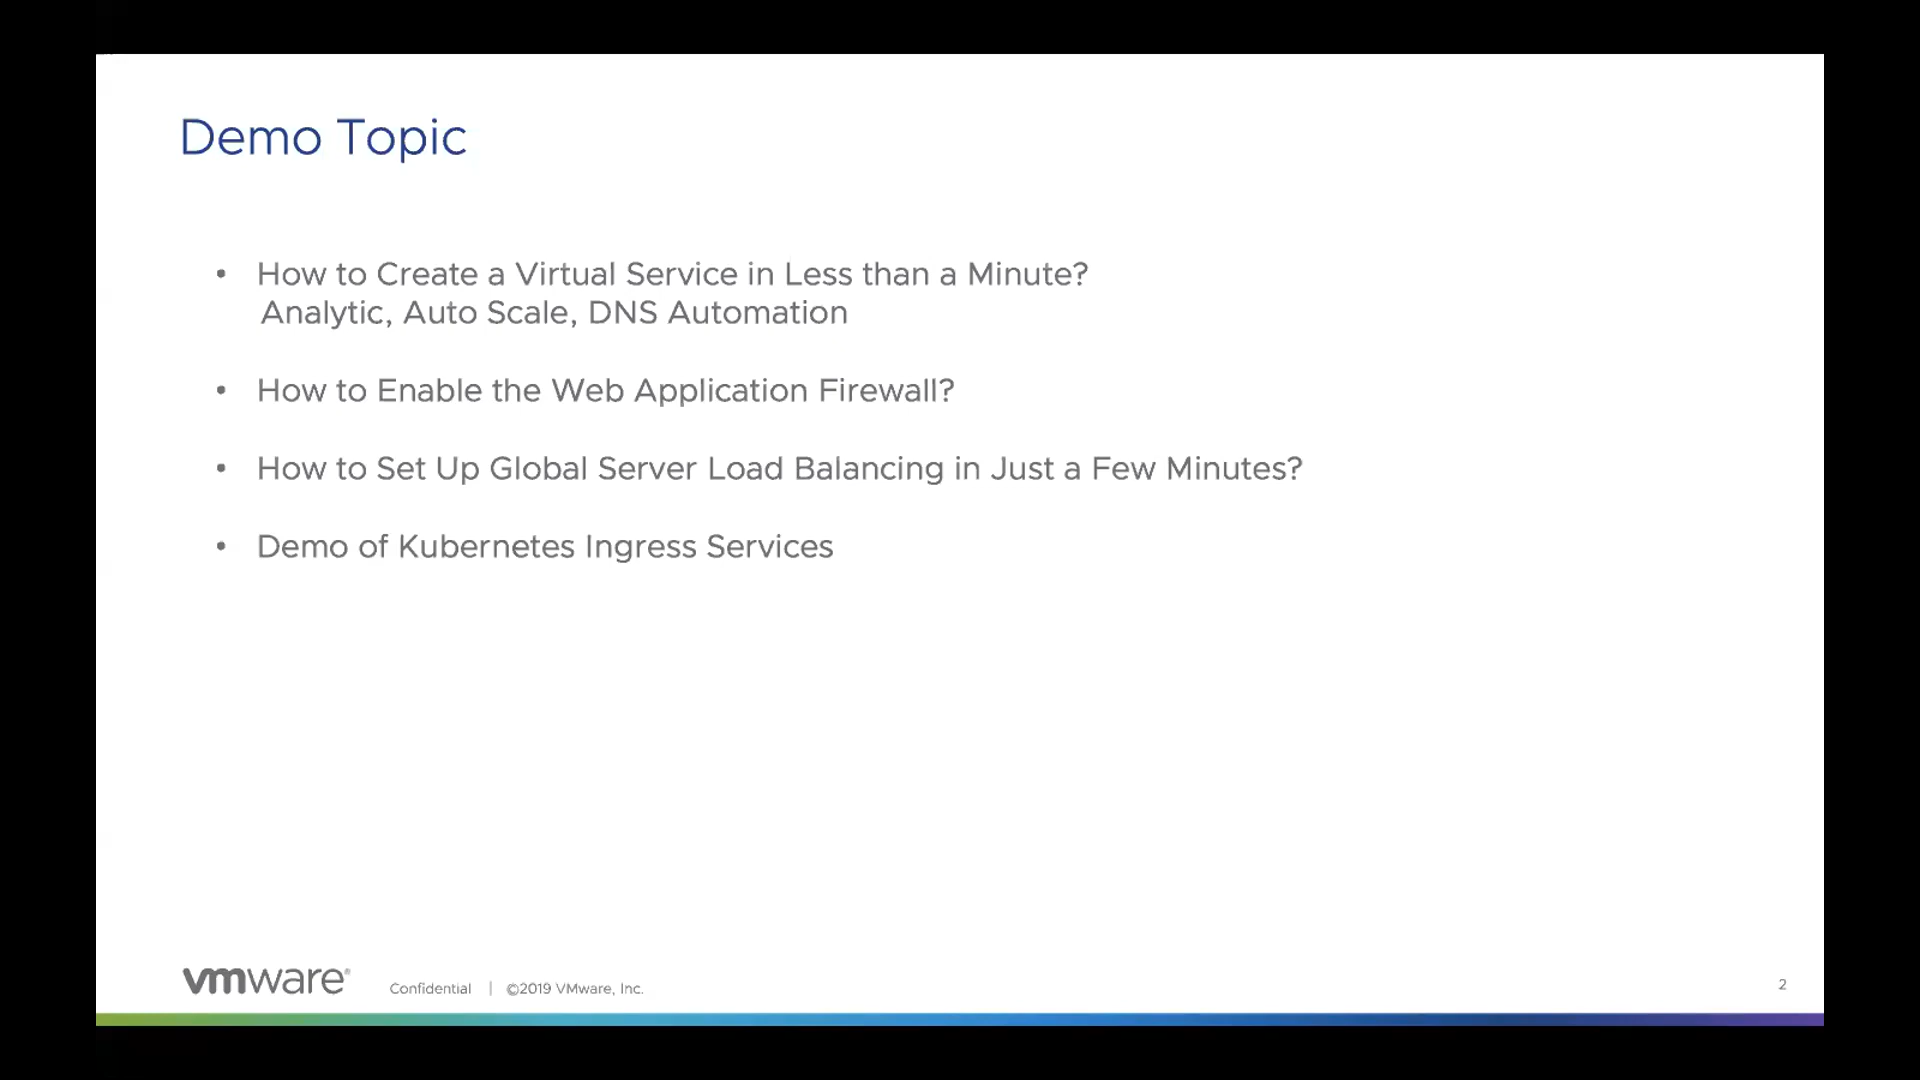 Demo Topic
• How to Create a Virtual Service in Less than a Minute?
Analytic, Auto Scale, DNS Automation
• How to Enable the Web Application Firewall?
• How to Set Up Global Server Load Balancing in Just a Few Minutes?
• Demo of Kubernetes Ingress Services
vmware® Confidential | ©2019 VMware, Inc. 2